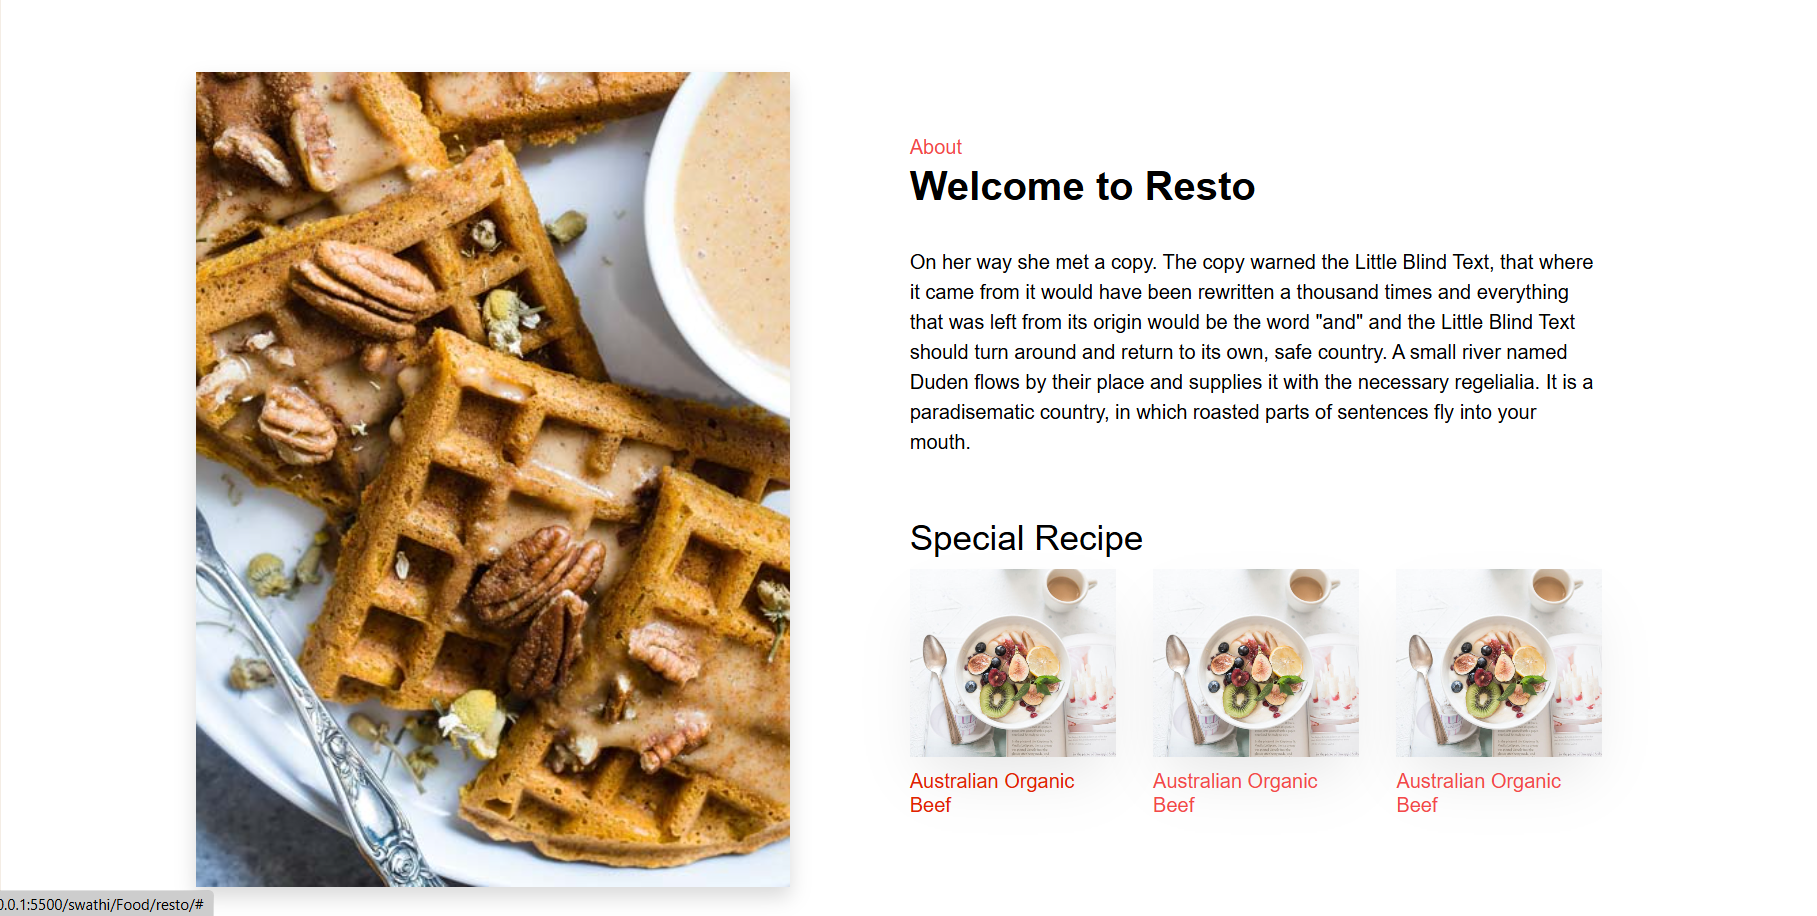 About
Welcome to Resto
On her way she met a copy. The copy warned the Little Blind Text, that where
it came from it would have been rewritten a thousand times and everything
that was left from its origin would be the word "and" and the Little Blind Text
should turn around and return to its own, safe country. A small river named
Duden flows by their place and supplies it with the necessary regelialia. It is a
paradisematic country, in which roasted parts of sentences fly into your
mouth.
Special Recipe
Australian Organic
Beef
Australian Organic
Beef
Australian Organic
Beef
0.0.1:5500/swathi/Food/resto/#